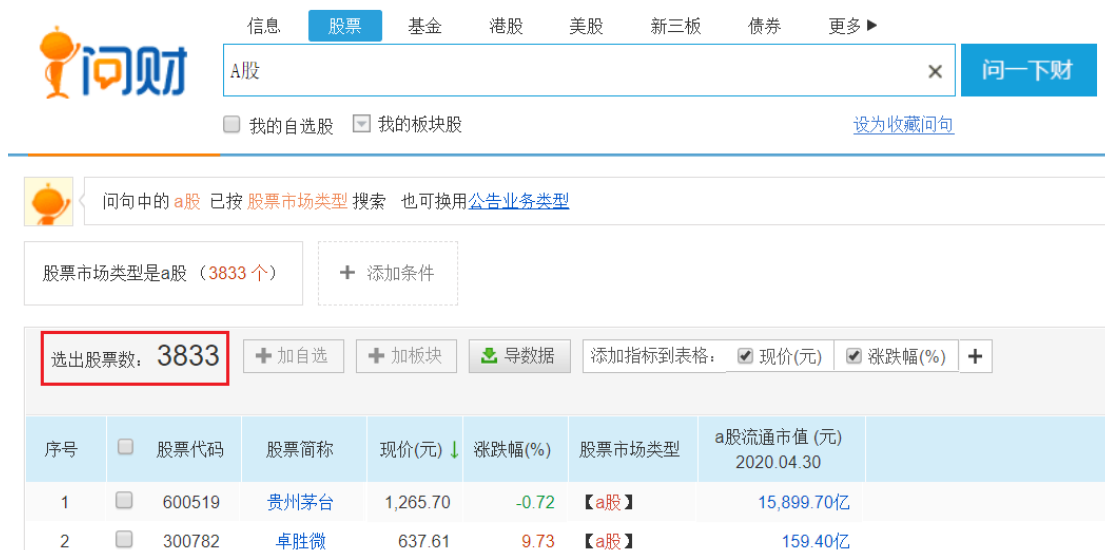 信息 股票 基金 港股 美股 新三板 债券 更多▶
问财 A股 × 问一下财
我的自选股 我的板块股 设为收藏问句
问句中的 a股 已按 股票市场类型 搜索 也可换用公告业务类型
股票市场类型是a股 （3833 个） + 添加条件
选出股票数： 3833 + 加自选 + 加板块 导数据 添加指标到表格： 现价(元) 涨跌幅(%) +
序号 股票代码 股票简称 现价(元) ↓ 涨跌幅(%) 股票市场类型 a股流通市值 (元)
2020.04.30
1 600519 贵州茅台 1,265.70 -0.72 【a股】 15,899.70亿
2 300782 卓胜微 637.61 9.73 【a股】 159.40亿